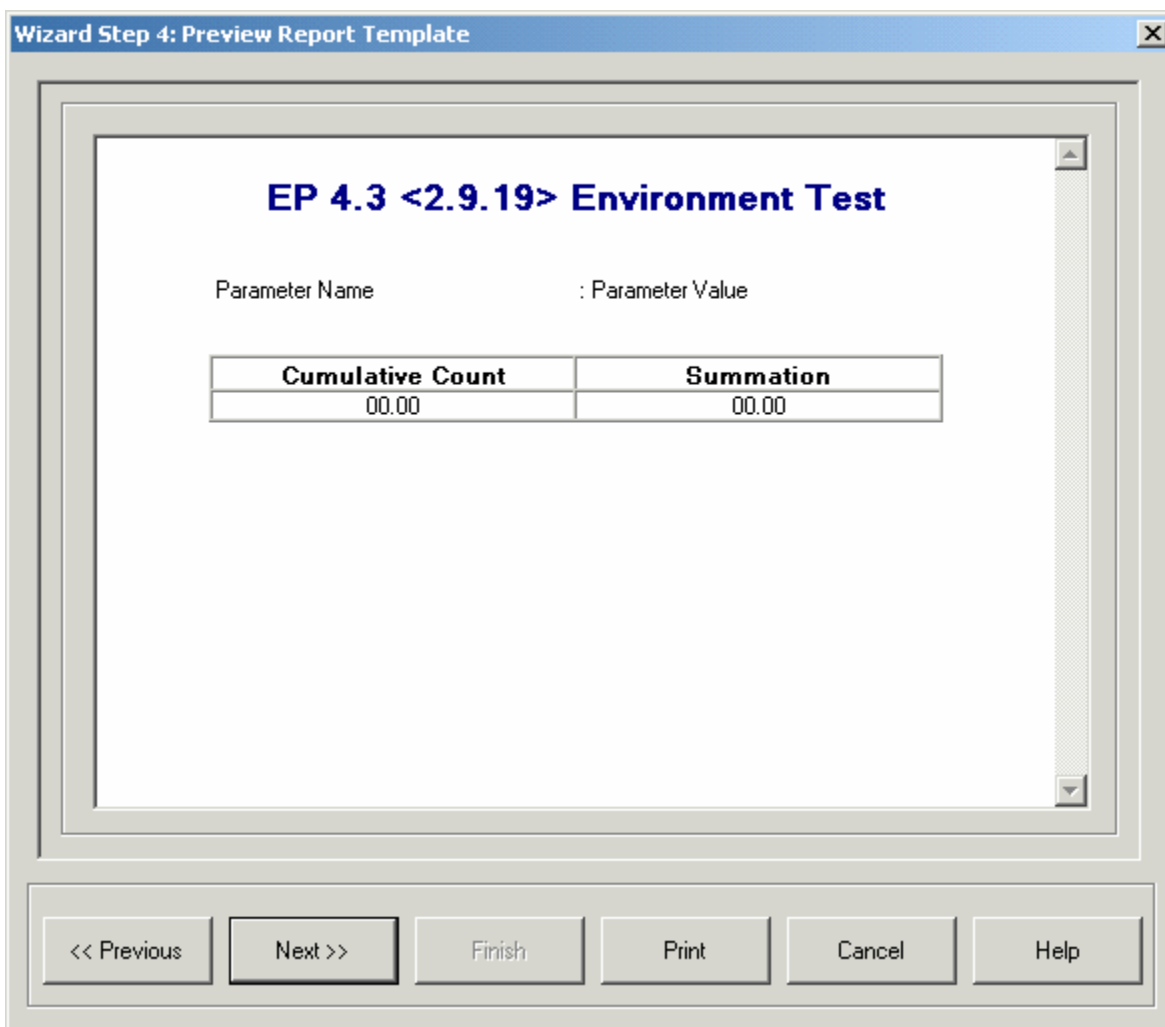 Wizard Step 4: Preview Report Template
EP 4.3 <2.9.19> Environment Test
Parameter Name : Parameter Value
Cumulative Count Summation
00.00 00.00
<< Previous Next >> Finish Print Cancel Help